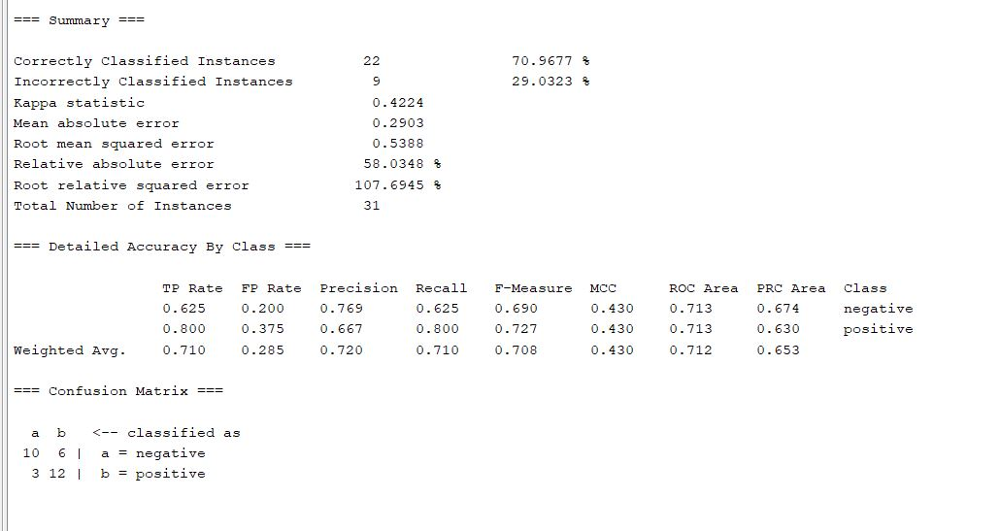 === Summary ===
Correctly Classified Instances 22 70.9677 %
Incorrectly Classified Instances 9 29.0323 %
Kappa statistic 0.4224
Mean absolute error 0.2903
Root mean squared error 0.5388
Relative absolute error 58.0348 %
Root relative squared error 107.6945 %
Total Number of Instances 31
=== Detailed Accuracy By Class ===
TP Rate FP Rate Precision Recall F-Measure MCC ROC Area PRC Area Class
0.625 0.200 0.769 0.625 0.690 0.430 0.713 0.674 negative
0.800 0.375 0.667 0.800 0.727 0.430 0.713 0.630 positive
Weighted Avg. 0.710 0.285 0.720 0.710 0.708 0.430 0.712 0.653
=== Confusion Matrix ===
a b <-- classified as
10 6 | a = negative
3 12 | b = positive